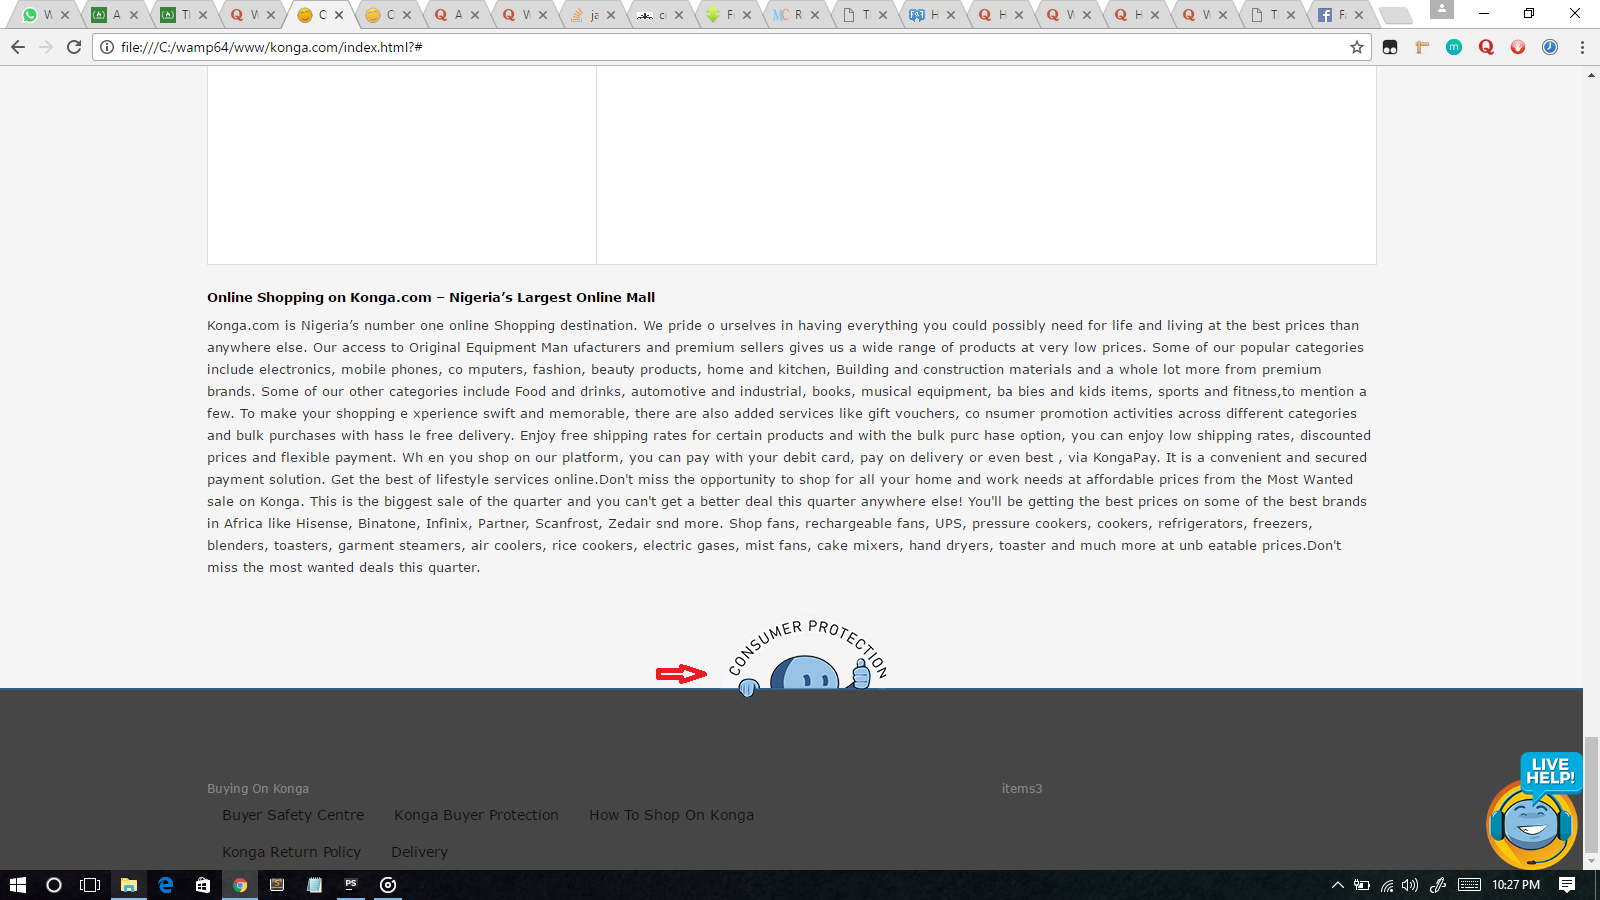 W A Tl W O O A W ja co Fr R Tu H H W H W Tu Fa
file:///C:/wamp64/www/konga.com/index.html?#
Online Shopping on Konga.com – Nigeria’s Largest Online Mall
Konga.com is Nigeria’s number one online Shopping destination. We pride o urselves in having everything you could possibly need for life and living at the best prices than
anywhere else. Our access to Original Equipment Man ufacturers and premium sellers gives us a wide range of products at very low prices. Some of our popular categories
include electronics, mobile phones, co mputers, fashion, beauty products, home and kitchen, Building and construction materials and a whole lot more from premium
brands. Some of our other categories include Food and drinks, automotive and industrial, books, musical equipment, ba bies and kids items, sports and fitness,to mention a
few. To make your shopping e xperience swift and memorable, there are also added services like gift vouchers, co nsumer promotion activities across different categories
and bulk purchases with hass le free delivery. Enjoy free shipping rates for certain products and with the bulk purc hase option, you can enjoy low shipping rates, discounted
prices and flexible payment. Wh en you shop on our platform, you can pay with your debit card, pay on delivery or even best , via KongaPay. It is a convenient and secured
payment solution. Get the best of lifestyle services online.Don't miss the opportunity to shop for all your home and work needs at affordable prices from the Most Wanted
sale on Konga. This is the biggest sale of the quarter and you can't get a better deal this quarter anywhere else! You'll be getting the best prices on some of the best brands
in Africa like Hisense, Binatone, Infinix, Partner, Scanfrost, Zedair snd more. Shop fans, rechargeable fans, UPS, pressure cookers, cookers, refrigerators, freezers,
blenders, toasters, garment steamers, air coolers, rice cookers, electric gases, mist fans, cake mixers, hand dryers, toaster and much more at unb eatable prices.Don't
miss the most wanted deals this quarter.
CONSUMER PROTECTION
LIVE
HELP!
Buying On Konga
items3
Buyer Safety Centre Konga Buyer Protection How To Shop On Konga
Konga Return Policy Delivery
10:27 PM